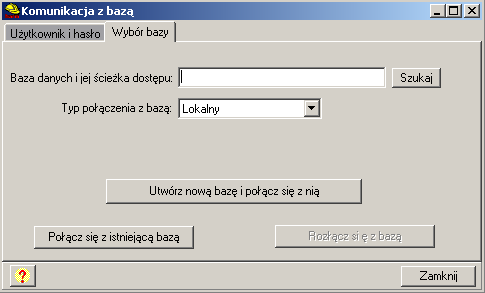 Komunikacja z bazą
Użytkownik i hasło
Wybór bazy
Baza danych i jej ścieżka dostępu:
Szukaj
Typ połączenia z bazą:
Lokalny
Utwórz nową bazę i połącz się z nią
Połącz się z istniejącą bazą
Rozłącz si ę z bazą
?
Zamknij